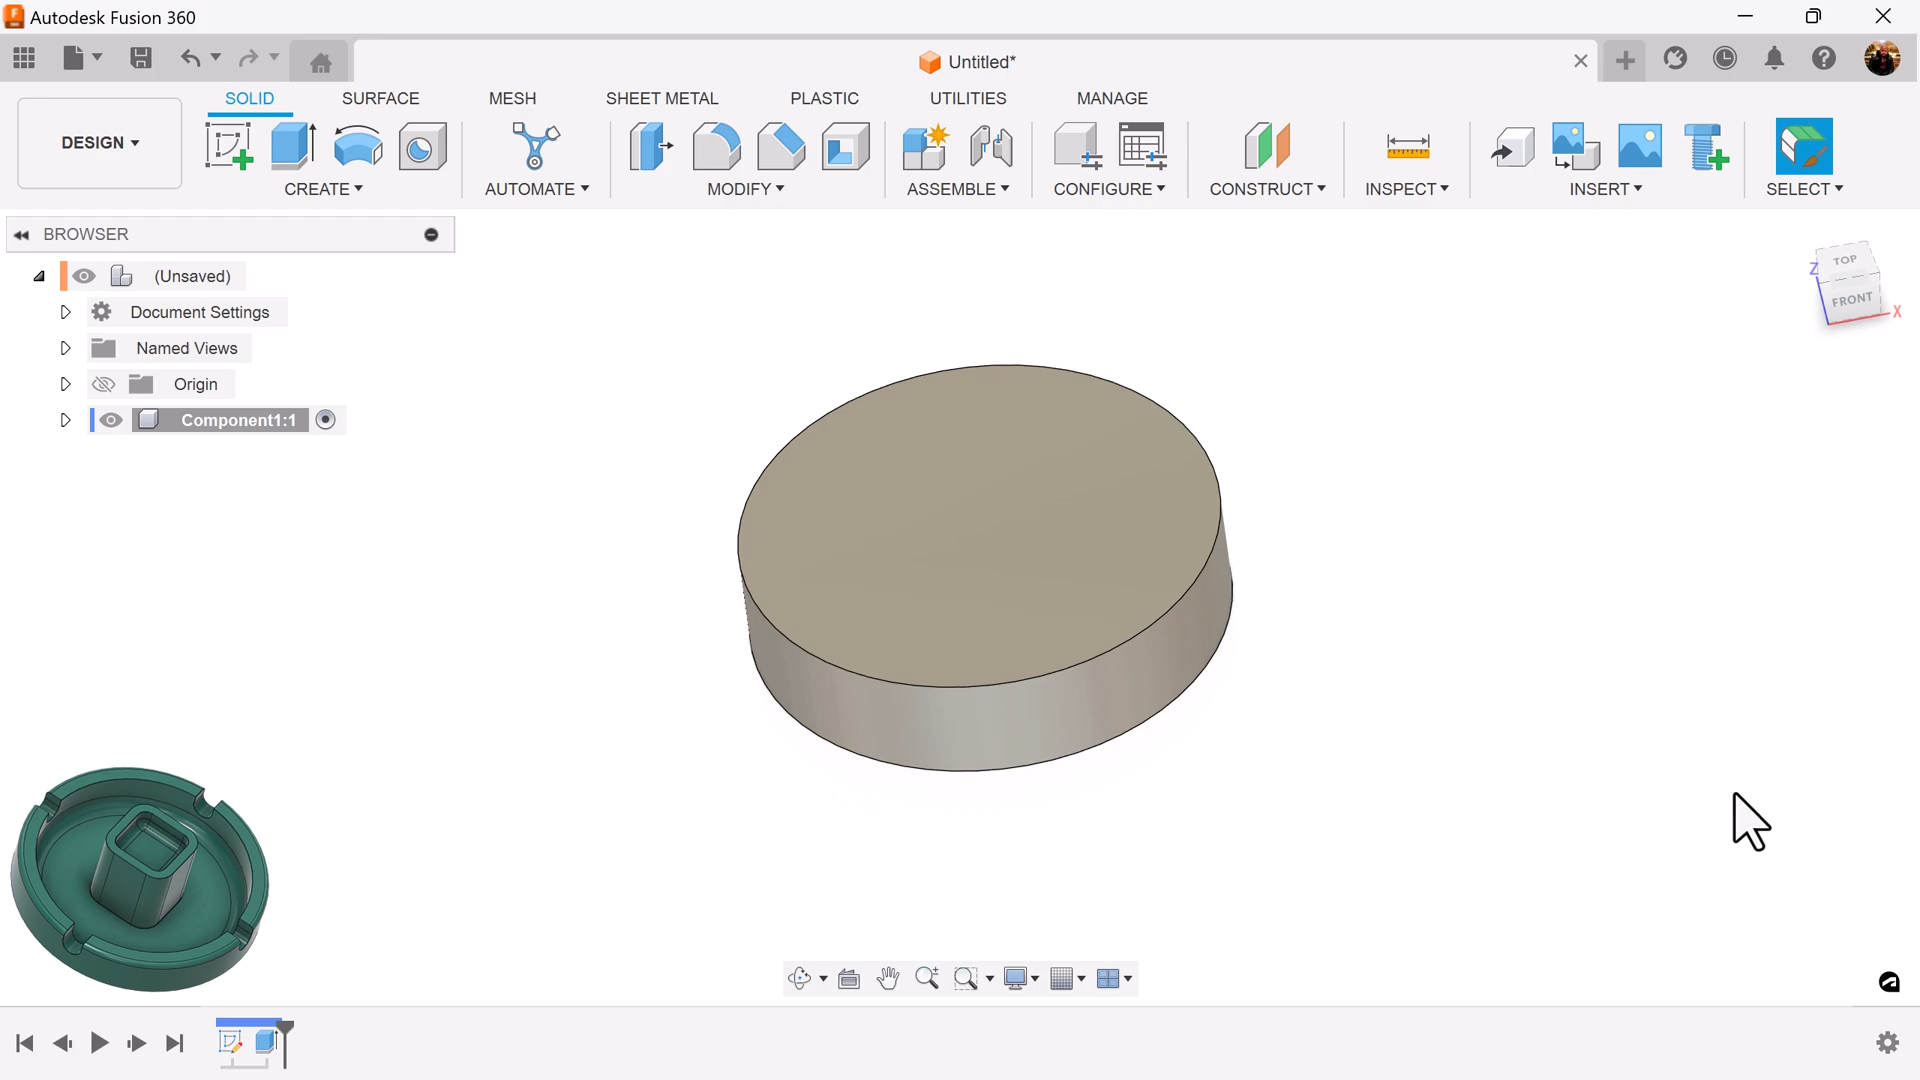 Autodesk Fusion 360
Untitled*
SOLID SURFACE MESH SHEET METAL PLASTIC UTILITIES MANAGE
DESIGN
CREATE AUTOMATE MODIFY ASSEMBLE CONFIGURE CONSTRUCT INSPECT INSERT SELECT
BROWSER
(Unsaved)
Document Settings
Named Views
Origin
Component1:1
TOP
Z
FRONT
X